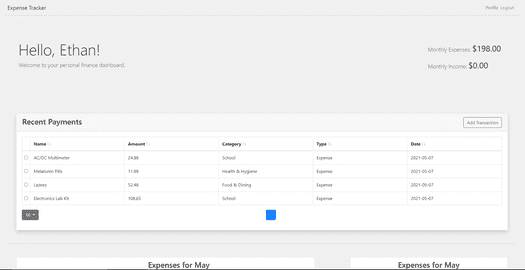 Expense Tracker
Profile Logout
Hello, Ethan!
Welcome to your personal finance dashboard.
Monthly Expenses: $198.00
Monthly Income: $0.00
Recent Payments
Add Transaction
Name Amount Category Type Date
AC/DC Multimeter 24.99 School Expense 2021-05-07
Melatonin Pills 11.99 Health & Hygiene Expense 2021-05-07
52.48 Food & Dining Expense 2021-05-07
Electronics Lab Kit 108.65 School Expense 2021-05-07
Expenses for May
Expenses for May